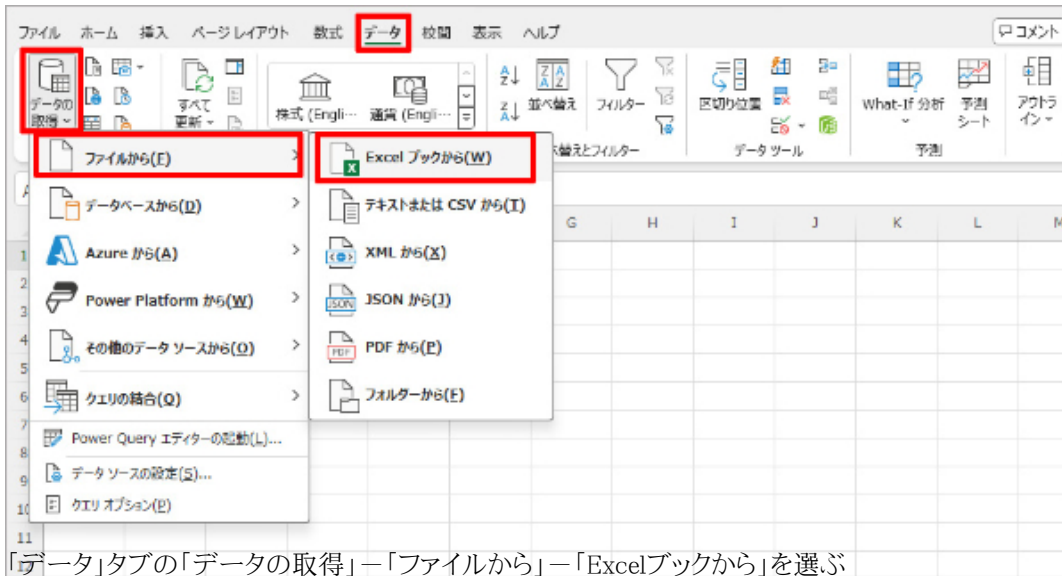 ファイル ホーム 挿入 ページ レイアウト 数式 データ 校閲 表示 ヘルプ コメント
データの取得 すべて更新 株式 (Engli… 通貨 (Engli… 並べ替え フィルター 区切り位置 What-If 分析 予測シート アウトライン
替えとフィルター データ ツール 予測
ファイルから(F)
データベースから(D)
Azure から(A)
Power Platform から(W)
その他のデータ ソースから(O)
クエリの結合(Q)
Power Query エディターの起動(L)...
データ ソースの設定(S)...
クエリ オプション(P)
Excel ブックから(W)
テキストまたは CSV から(T)
XML から(X)
JSON から(J)
PDF から(P)
フォルダーから(F)
G H I J K L
1
2
3
4
5
6
7
8
9
10
11
「データ」タブの「データの取得」－「ファイルから」－「Excelブックから」を選ぶ